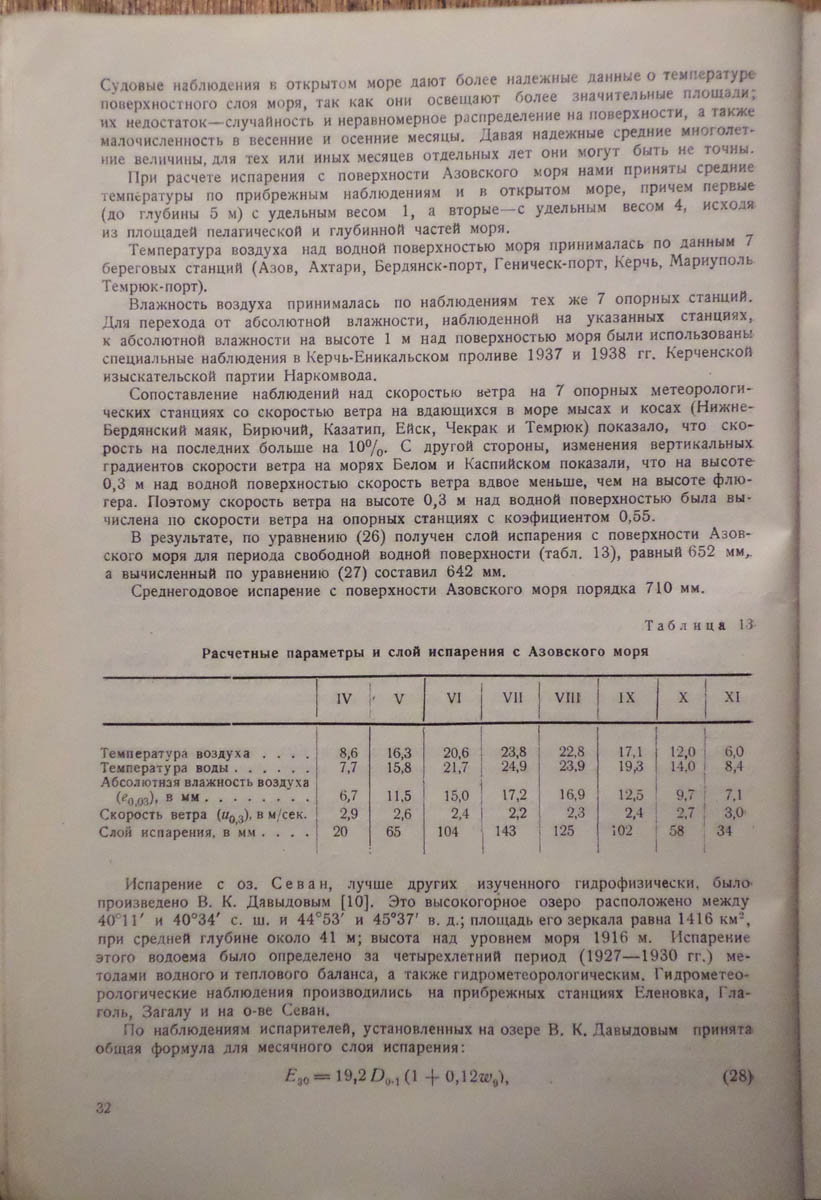 Судовые наблюдения в открытом море дают более надежные данные о температуре
поверхностного слоя моря, так как они освещают более значительные площади;
их недостаток—случайность и неравномерное распределение на поверхности, а также
малочисленность в весенние и осенние месяцы. Давая надежные средние многолет-
ние величины, для тех или иных месяцев отдельных лет они могут быть не точны.
При расчете испарения с поверхности Азовского моря нами приняты средние
температуры по прибрежным наблюдениям и в открытом море, причем первые
(до глубины 5 м) с удельным весом 1, а вторые—с удельным весом 4, исходя
из площадей пелагической и глубинной частей моря.
Температура воздуха над водной поверхностью моря принималась по данным 7
береговых станций (Азов, Ахтари, Бердянск-порт, Геническ-порт, Керчь, Мариуполь
Темрюк-порт).
Влажность воздуха принималась по наблюдениям тех же 7 опорных станций.
Для перехода от абсолютной влажности, наблюденной на указанных станциях,
к абсолютной влажности на высоте 1 м над поверхностью моря были использованы
специальные наблюдения в Керчь-Еникальском проливе 1937 и 1938 гг. Керченской
изыскательской партии Наркомвода.
Сопоставление наблюдений над скоростью ветра на 7 опорных метеорологи-
ческих станциях со скоростью ветра на вдающихся в море мысах и косах (Нижне-
Бердянский маяк, Бирючий, Казатип, Ейск, Чекрак и Темрюк) показало, что ско-
рость на последних больше на 10%. С другой стороны, изменения вертикальных
градиентов скорости ветра на морях Белом и Каспийском показали, что на высоте
0,3 м над водной поверхностью скорость ветра вдвое меньше, чем на высоте флю-
гера. Поэтому скорость ветра на высоте 0,3 м над водной поверхностью была вы-
числена по скорости ветра на опорных станциях с коэфициентом 0,55.
В результате, по уравнению (26) получен слой испарения с поверхности Азов-
ского моря для периода свободной водной поверхности (табл. 13), равный 652 мм,
а вычисленный по уравнению (27) составил 642 мм.
Среднегодовое испарение с поверхности Азовского моря порядка 710 мм.
Таблица 13
Расчетные параметры и слой испарения с Азовского моря
IV V VI VII VIII IX X XI
Температура воздуха . . . . 8,6 16,3 20,6 23,8 22,8 17,1 12,0 6,0
Температура воды . . . . . . 7,7 15,8 21,7 24,9 23,9 19,3 14,0 8,4
Абсолютная влажность воздуха
(e₀,₀₃), в мм . . . . . . . . 6,7 11,5 15,0 17,2 16,9 12,5 9,7 7,1
Скорость ветра (u₀,₃), в м/сек. 2,9 2,6 2,4 2,2 2,3 2,4 2,7 3,0
Слой испарения, в мм . . . . 20 65 104 143 125 102 58 34
Испарение с оз. Севан, лучше других изученного гидрофизически, было
произведено В. К. Давыдовым [10]. Это высокогорное озеро расположено между
40°11′ и 40°34′ с. ш. и 44°53′ и 45°37′ в. д.; площадь его зеркала равна 1416 км²,
при средней глубине около 41 м; высота над уровнем моря 1916 м. Испарение
этого водоема было определено за четырехлетний период (1927—1930 гг.) ме-
тодами водного и теплового баланса, а также гидрометеорологическим. Гидрометео-
рологические наблюдения производились на прибрежных станциях Еленовка, Гла-
голь, Загалу и на о-ве Севан.
По наблюдениям испарителей, установленных на озере В. К. Давыдовым принята
общая формула для месячного слоя испарения:
E₃₀ = 19,2 D₀,₁ (1 + 0,12w₉), (28)
32